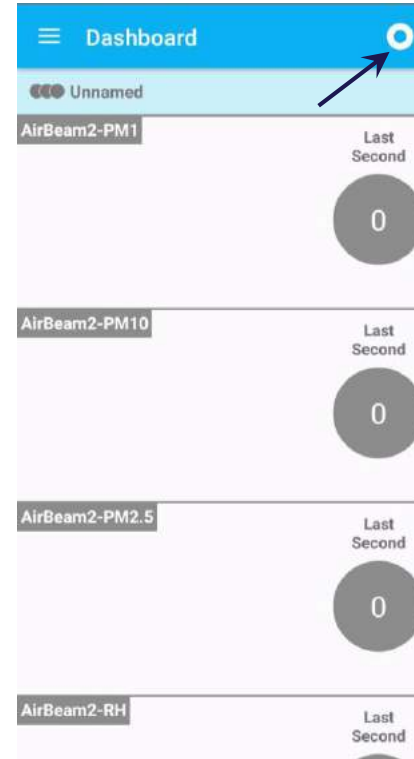 Dashboard
Unnamed
AirBeam2-PM1
Last
Second
0
AirBeam2-PM10
Last
Second
0
AirBeam2-PM2.5
Last
Second
0
AirBeam2-RH
Last
Second